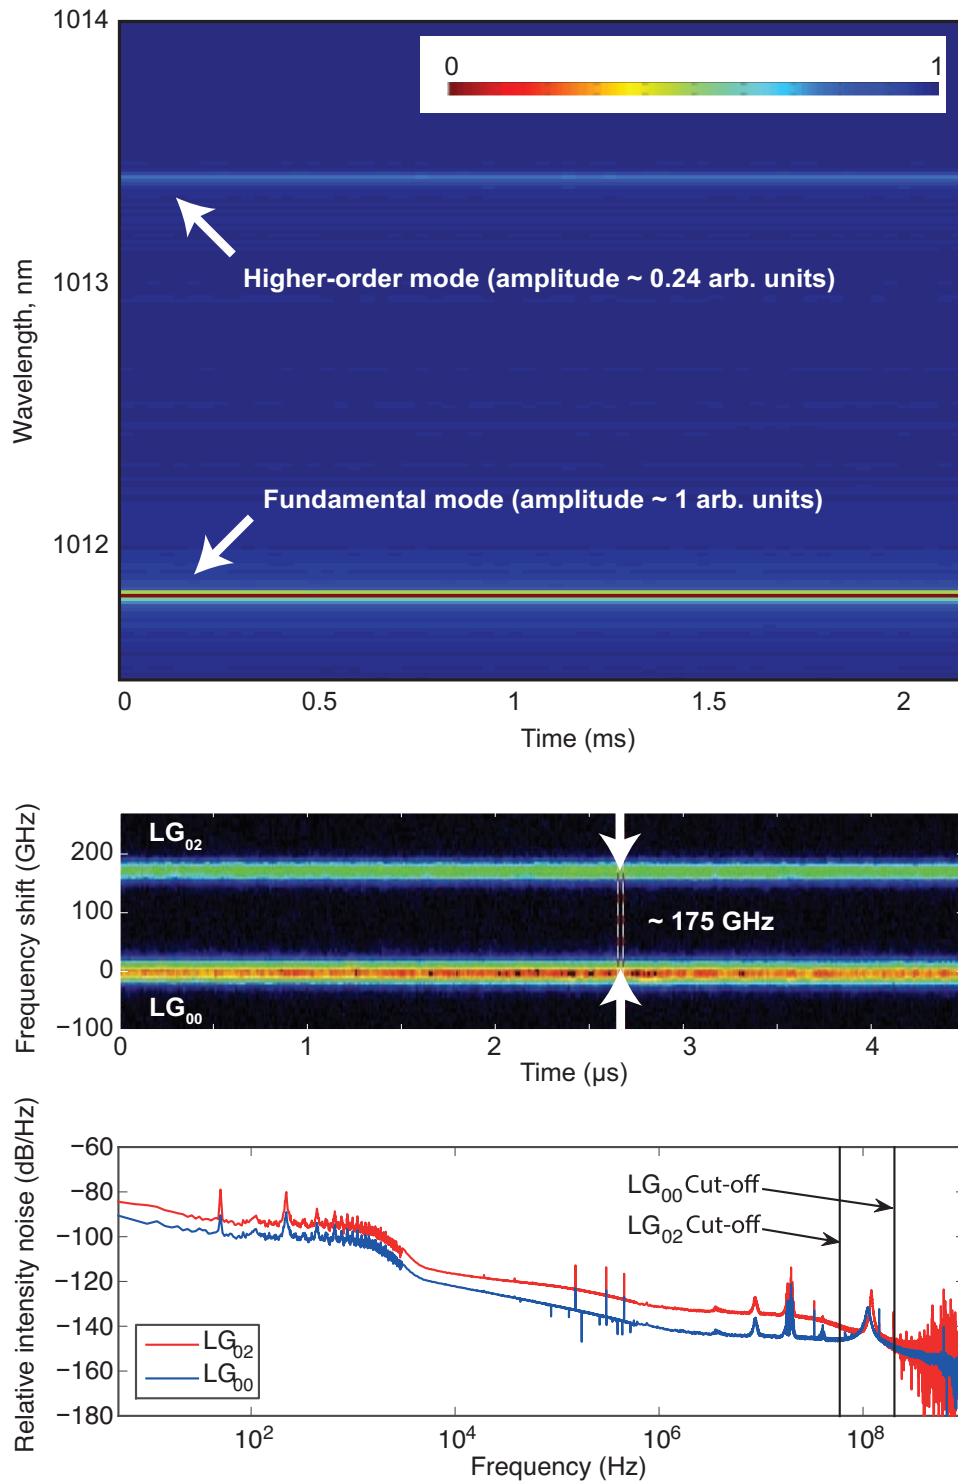 1014
0 1
Higher-order mode (amplitude ~ 0.24 arb. units)
1013
Wavelength, nm
Fundamental mode (amplitude ~ 1 arb. units)
1012
0 0.5 1 1.5 2
Time (ms)
LG02
200
100
~ 175 GHz
0
LG00
−100
Frequency shift (GHz)
0 1 2 3 4
Time (µs)
−60
−80
LG00 Cut-off
−100
LG02 Cut-off
−120
−140
LG02
−160
LG00
−180
Relative intensity noise (dB/Hz)
10^2 10^4 10^6 10^8
Frequency (Hz)